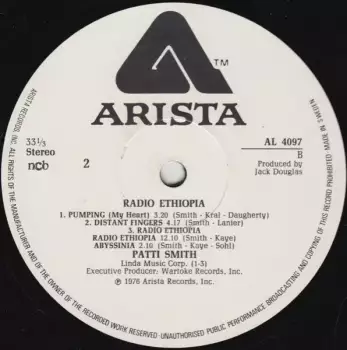 TM
ARISTA
33⅓
Stereo
ncb
2
AL 4097
B
Produced by
Jack Douglas
RADIO ETHIOPIA
1. PUMPING (My Heart) 3.20 (Smith - Kral - Daugherty)
2. DISTANT FINGERS 4.17 (Smith - Lanier)
3. RADIO ETHIOPIA
RADIO ETHIOPIA 12.10 (Smith - Kaye)
ABYSSINIA 2.10 (Smith - Kaye - Sohl)
PATTI SMITH
Linda Music Corp. (1-3)
Executive Producer: Wartoke Records, Inc.
℗ 1976 Arista Records, Inc.
ARISTA RECORDS, INC. ALL RIGHTS OF THE MANUFACTURER AND OF THE OWNER OF THE RECORDED WORK RESERVED · UNAUTHORISED PUBLIC PERFORMANCE BROADCASTING AND COPYING OF THIS RECORD PROHIBITED · MADE IN SWEDEN